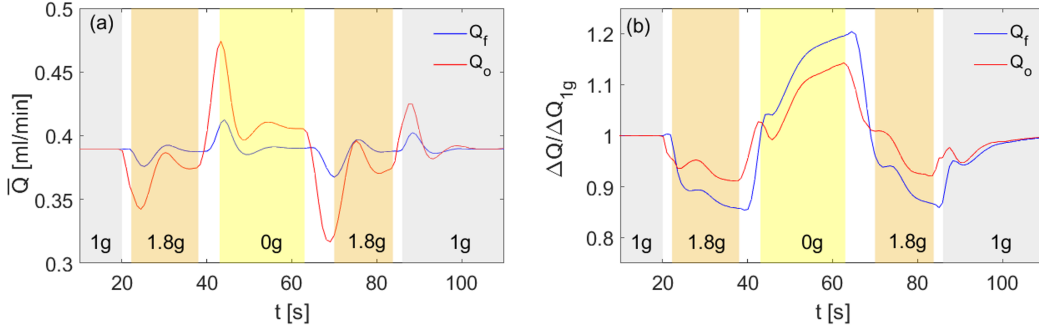 (a)
Q_f
Q_o
0.5
0.45
0.4
0.35
0.3
Q̅ [ml/min]
1g
1.8g
0g
1.8g
1g
20
40
60
80
100
t [s]
(b)
Q_f
Q_o
1.2
1.1
1
0.9
0.8
ΔQ/ΔQ_1g
1g
1.8g
0g
1.8g
1g
20
40
60
80
100
t [s]